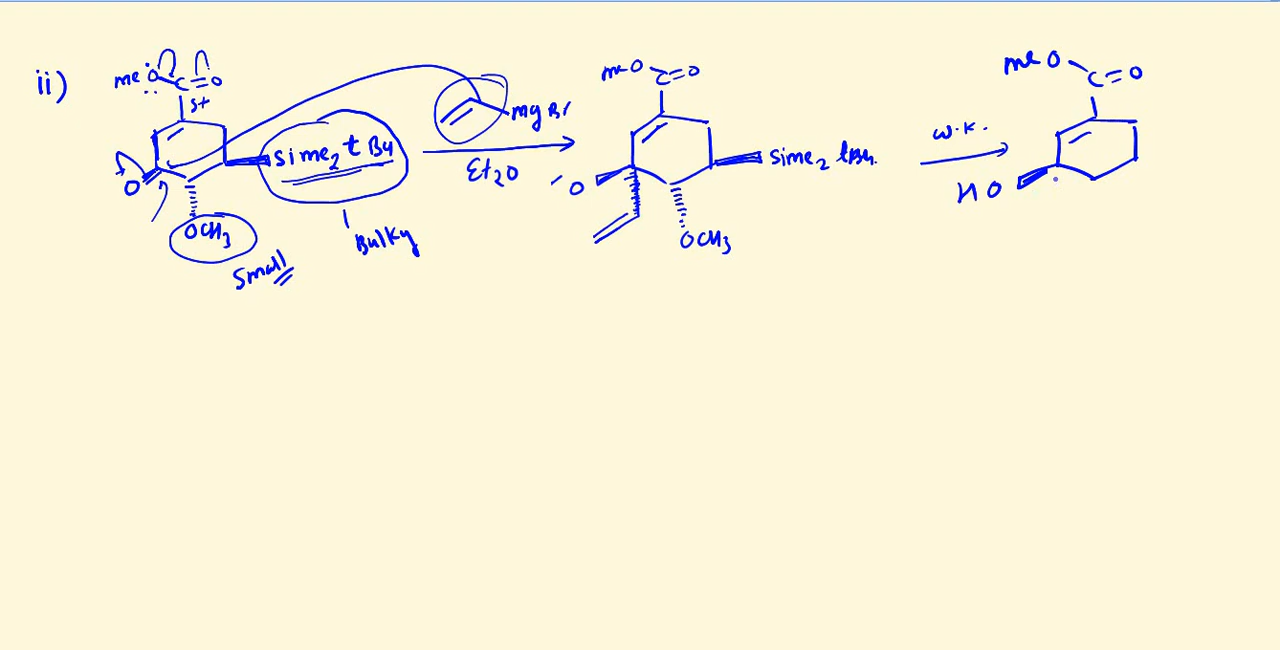 ii)
meO C=O
S+
O
OCH3
Small
Sime2 tBu
Bulky
MgBr
Et2O
meO C=O
-O
Sime2 tBu.
OCH3
W.K.
meO C=O
HO